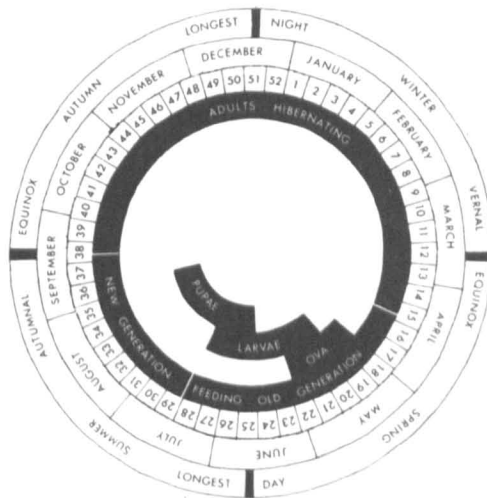 LONGEST NIGHT
WINTER
VERNAL EQUINOX
SPRING
LONGEST DAY
SUMMER
AUTUMNAL EQUINOX
AUTUMN
JANUARY
FEBRUARY
MARCH
APRIL
MAY
JUNE
JULY
AUGUST
SEPTEMBER
OCTOBER
NOVEMBER
DECEMBER
1 2 3 4 5 6 7 8 9 10 11 12 13 14 15 16 17 18 19 20 21 22 23 24 25 26 27 28 29 30 31 32 33 34 35 36 37 38 39 40 41 42 43 44 45 46 47 48 49 50 51 52
ADULTS HIBERNATING
FEEDING OLD GENERATION
NEW GENERATION
OVA
LARVAE
PUPAE